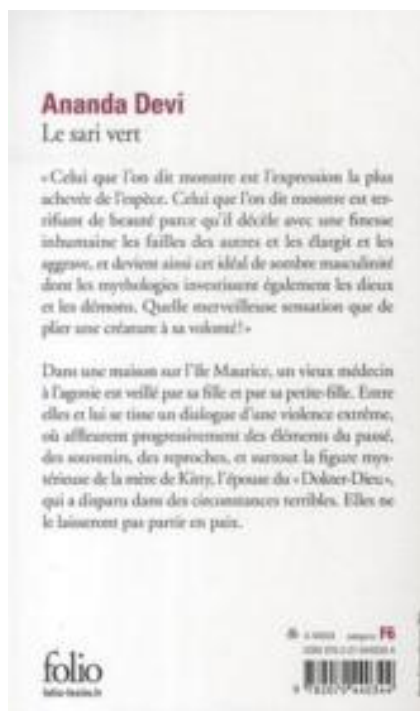 Ananda Devi
Le sari vert
« Celui que l'on dit monstre est l'expression la plus
achevée de l'espèce. Celui que l'on dit monstre est ter-
rifiant de beauté parce qu'il décèle avec une finesse
inhumaine les failles des autres et les élargit et les
aggrave, et devient ainsi cet idéal de sombre masculinité
dont les mythologies investissent également les dieux
et les démons. Quelle merveilleuse sensation que de
plier une créature à sa volonté! »
Dans une maison sur l'île Maurice, un vieux médecin
à l'agonie est veillé par sa fille et par sa petite-fille. Entre
elles et lui se tisse un dialogue d'une violence extrême,
où affleurent progressivement des éléments du passé,
des souvenirs, des reproches, et surtout la figure mys-
térieuse de la mère de Kitty, l'épouse du « Dokter-Dieu »,
qui a disparu dans des circonstances terribles. Elles ne
le laisseront pas partir en paix.
F6
folio
9 782070 440344